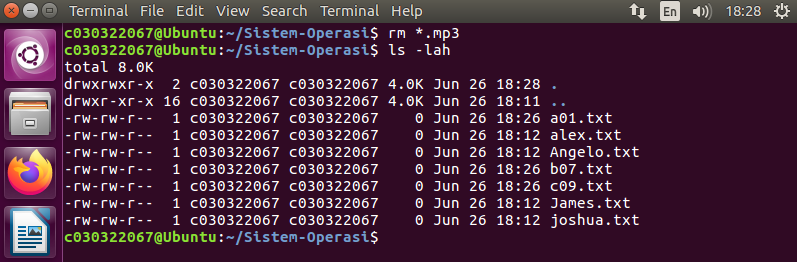 Terminal File Edit View Search Terminal Help En 18:28
c030322067@Ubuntu:~/Sistem-Operasi$ rm *.mp3
c030322067@Ubuntu:~/Sistem-Operasi$ ls -lah
total 8.0K
drwxrwxr-x  2 c030322067 c030322067 4.0K Jun 26 18:28 .
drwxr-xr-x 16 c030322067 c030322067 4.0K Jun 26 18:11 ..
-rw-rw-r--  1 c030322067 c030322067    0 Jun 26 18:26 a01.txt
-rw-rw-r--  1 c030322067 c030322067    0 Jun 26 18:12 alex.txt
-rw-rw-r--  1 c030322067 c030322067    0 Jun 26 18:12 Angelo.txt
-rw-rw-r--  1 c030322067 c030322067    0 Jun 26 18:26 b07.txt
-rw-rw-r--  1 c030322067 c030322067    0 Jun 26 18:26 c09.txt
-rw-rw-r--  1 c030322067 c030322067    0 Jun 26 18:12 James.txt
-rw-rw-r--  1 c030322067 c030322067    0 Jun 26 18:12 joshua.txt
c030322067@Ubuntu:~/Sistem-Operasi$